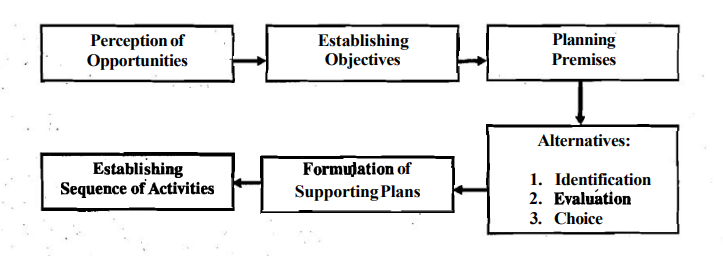 Perception of
Opportunities
Establishing
Objectives
Planning
Premises
Alternatives:
1. Identification
2. Evaluation
3. Choice
Formulation of
Supporting Plans
Establishing
Sequence of Activities